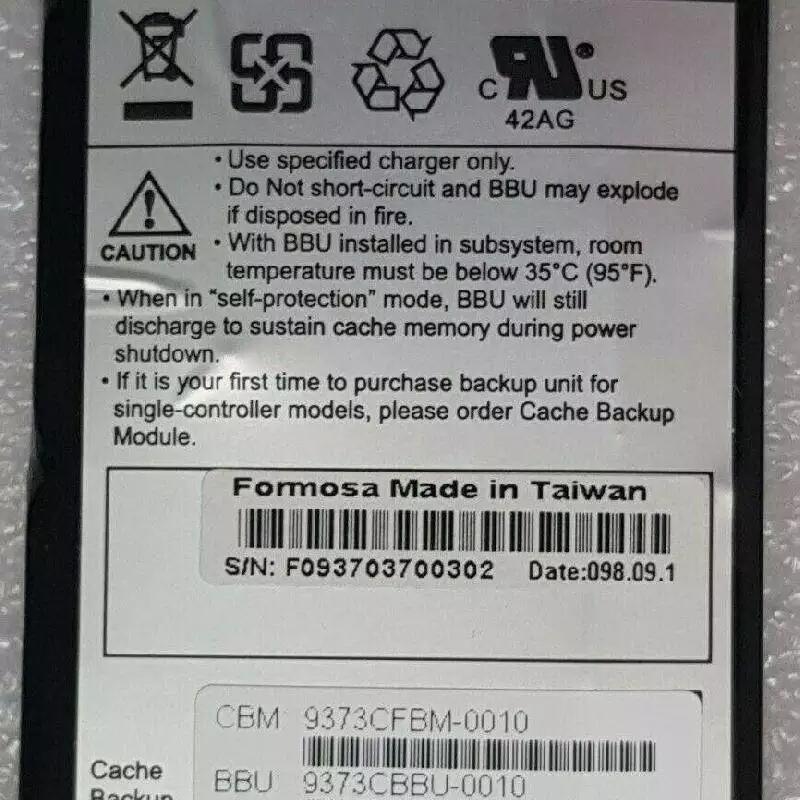 c RU ® US
42AG
• Use specified charger only.
• Do Not short-circuit and BBU may explode
if disposed in fire.
CAUTION
• With BBU installed in subsystem, room
temperature must be below 35°C (95°F).
• When in “self-protection” mode, BBU will still
discharge to sustain cache memory during power
shutdown.
• If it is your first time to purchase backup unit for
single-controller models, please order Cache Backup
Module.
Formosa Made in Taiwan
S/N: F093703700302 Date:098.09.1
CBM 9373CFBM-0010
Cache
BBU 9373CBBU-0010
Backup